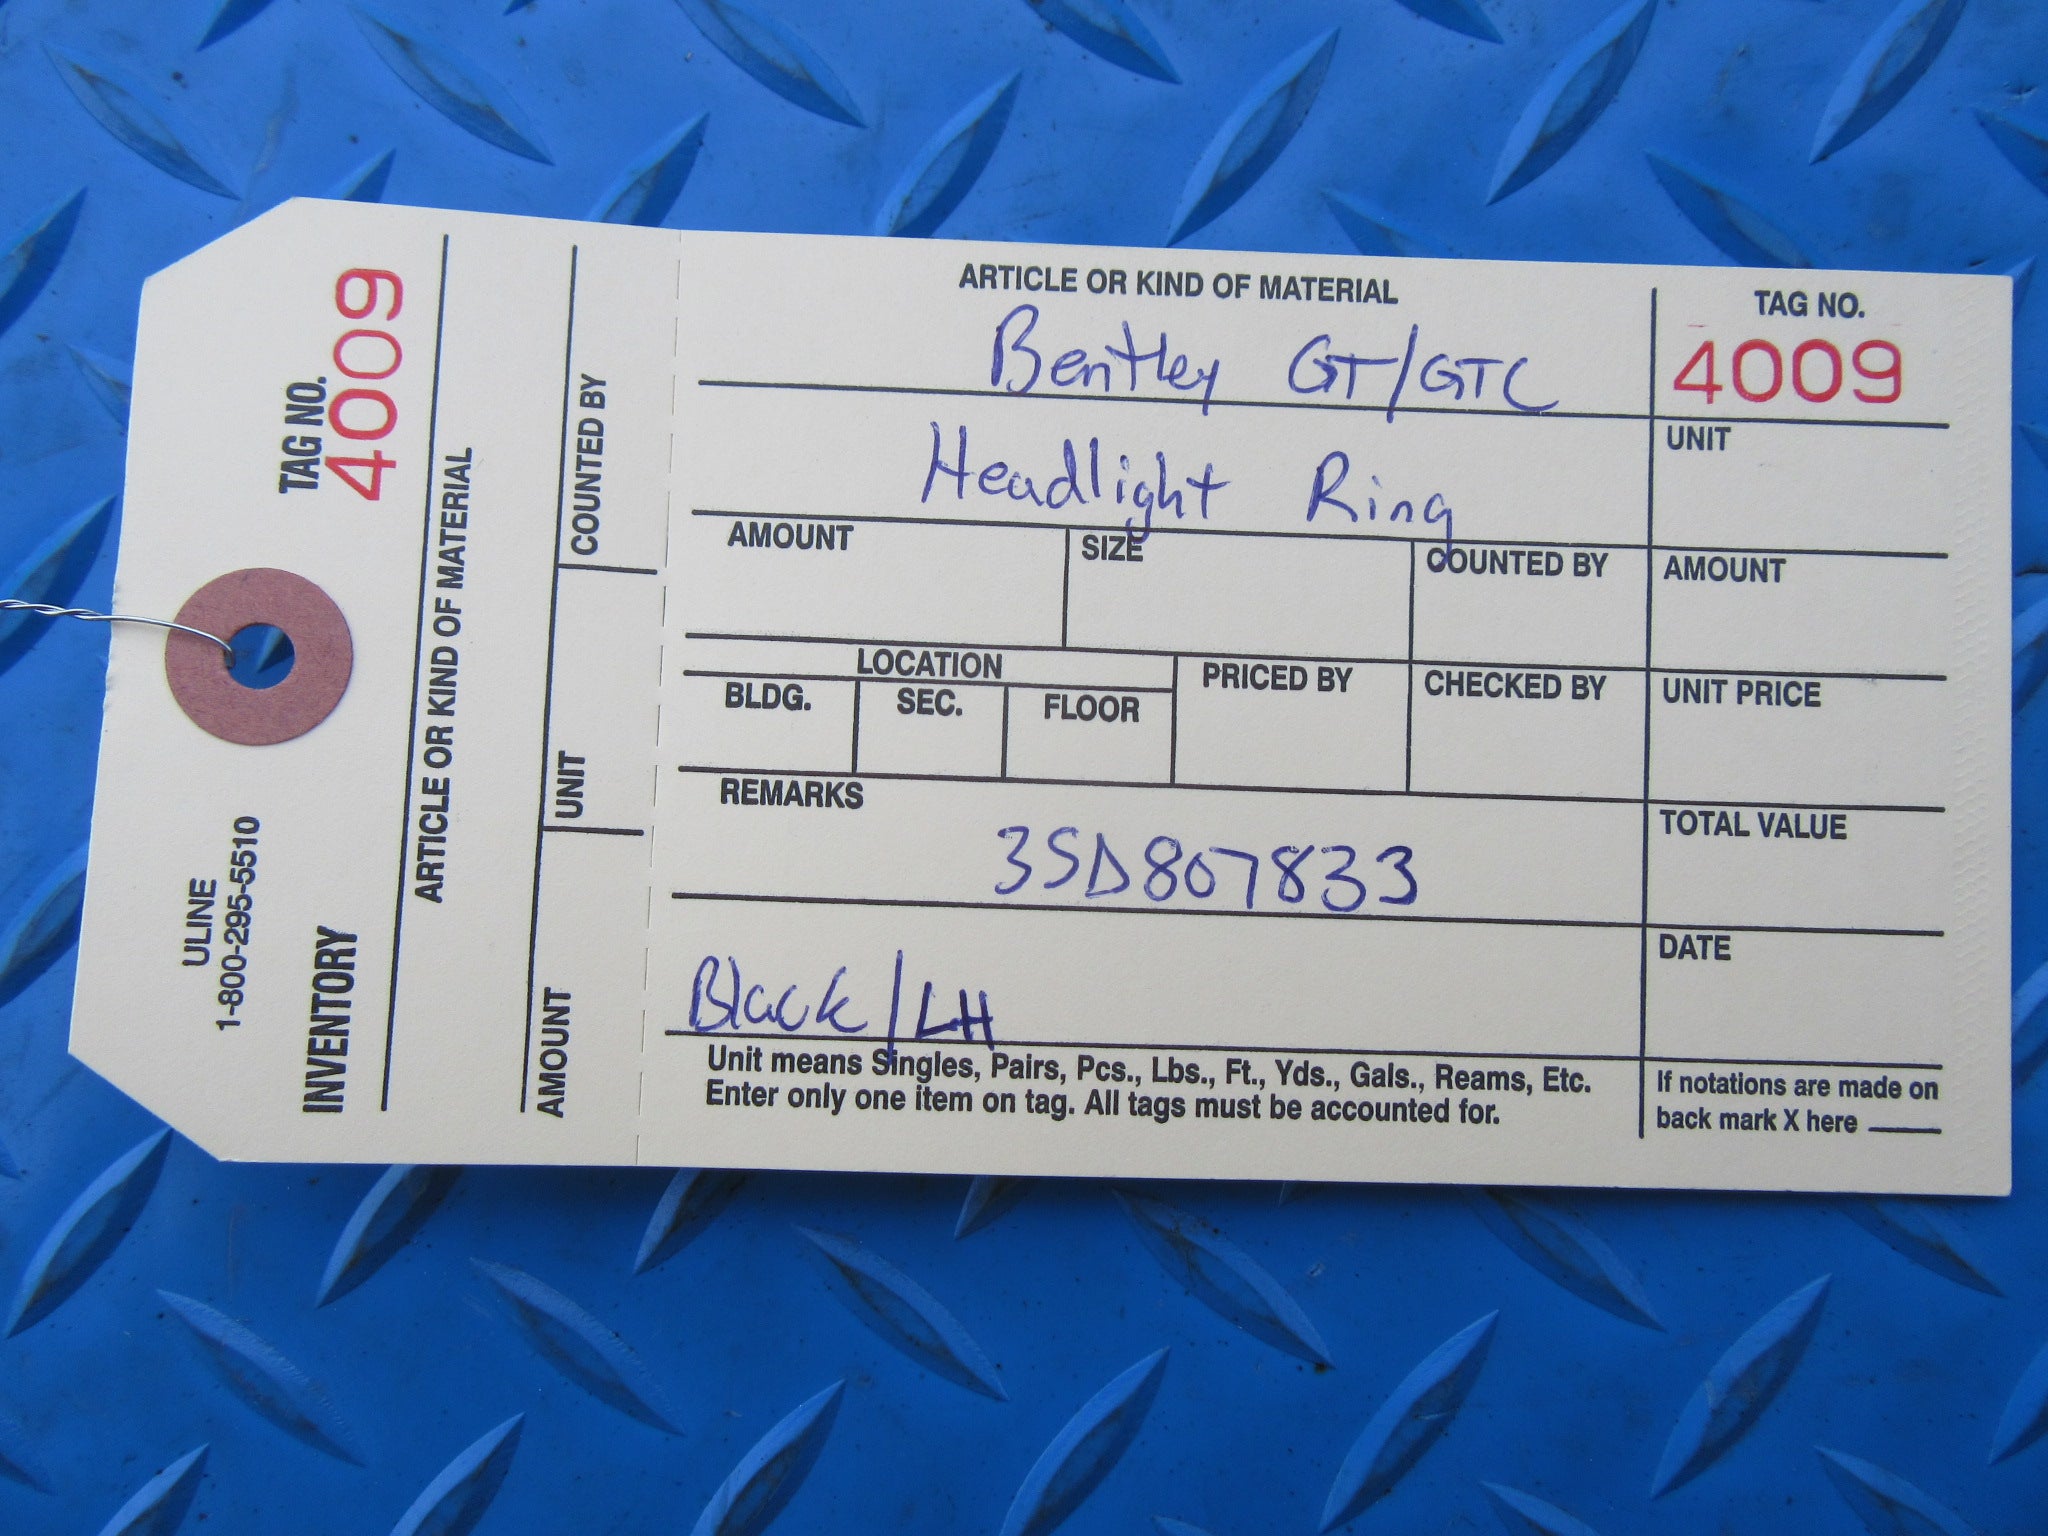 TAG NO.
4009
ULINE
1-800-295-5510
INVENTORY
ARTICLE OR KIND OF MATERIAL
COUNTED BY
UNIT
AMOUNT
ARTICLE OR KIND OF MATERIAL
Bentley GT/GTC
Headlight Ring
TAG NO.
4009
UNIT
AMOUNT
SIZE
COUNTED BY
AMOUNT
LOCATION
BLDG.
SEC.
FLOOR
PRICED BY
CHECKED BY
UNIT PRICE
REMARKS
3SD807833
TOTAL VALUE
Black/LH
DATE
Unit means Singles, Pairs, Pcs., Lbs., Ft., Yds., Gals., Reams, Etc.
Enter only one item on tag. All tags must be accounted for.
If notations are made on
back mark X here ____